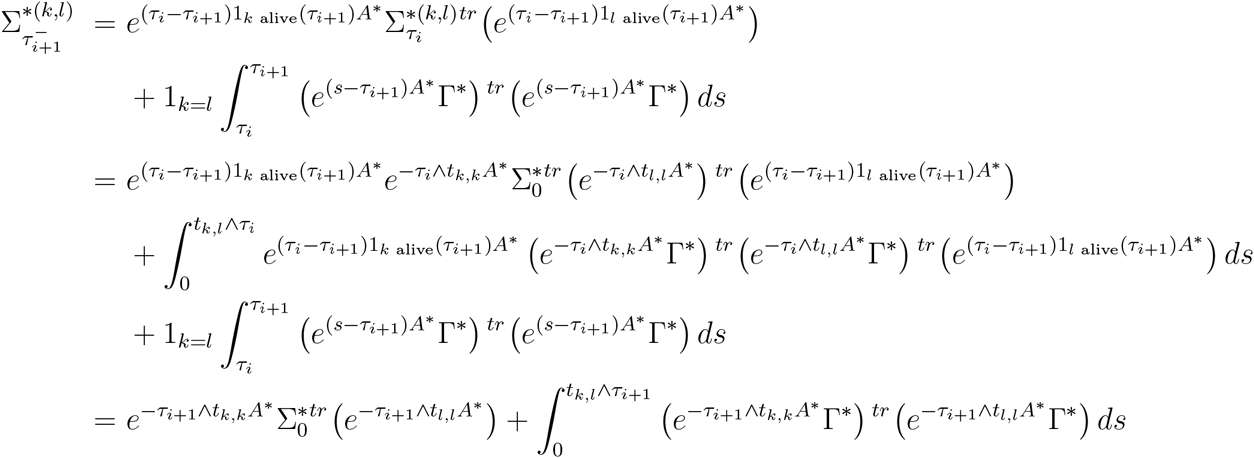 $\Sigma^{*(k,l)}_{\tau_{i+1}^-} = e^{(\tau_i-\tau_{i+1})1_{k \text{ alive}}(\tau_{i+1})A^*}\Sigma^{*(k,l)tr}_{\tau_i}\left(e^{(\tau_i-\tau_{i+1})1_{l \text{ alive}}(\tau_{i+1})A^*}\right)$
$+ 1_{k=l}\int_{\tau_i}^{\tau_{i+1}}\left(e^{(s-\tau_{i+1})A^*}\Gamma^*\right)^{tr}\left(e^{(s-\tau_{i+1})A^*}\Gamma^*\right)ds$
$= e^{(\tau_i-\tau_{i+1})1_{k \text{ alive}}(\tau_{i+1})A^*}e^{-\tau_i\wedge t_{k,k}A^*}\Sigma_0^{*tr}\left(e^{-\tau_i\wedge t_{l,l}A^*}\right)^{tr}\left(e^{(\tau_i-\tau_{i+1})1_{l \text{ alive}}(\tau_{i+1})A^*}\right)$
$+ \int_0^{t_{k,l}\wedge\tau_i}e^{(\tau_i-\tau_{i+1})1_{k \text{ alive}}(\tau_{i+1})A^*}\left(e^{-\tau_i\wedge t_{k,k}A^*}\Gamma^*\right)^{tr}\left(e^{-\tau_i\wedge t_{l,l}A^*}\Gamma^*\right)^{tr}\left(e^{(\tau_i-\tau_{i+1})1_{l \text{ alive}}(\tau_{i+1})A^*}\right)ds$
$+ 1_{k=l}\int_{\tau_i}^{\tau_{i+1}}\left(e^{(s-\tau_{i+1})A^*}\Gamma^*\right)^{tr}\left(e^{(s-\tau_{i+1})A^*}\Gamma^*\right)ds$
$= e^{-\tau_{i+1}\wedge t_{k,k}A^*}\Sigma_0^{*tr}\left(e^{-\tau_{i+1}\wedge t_{l,l}A^*}\right) + \int_0^{t_{k,l}\wedge\tau_{i+1}}\left(e^{-\tau_{i+1}\wedge t_{k,k}A^*}\Gamma^*\right)^{tr}\left(e^{-\tau_{i+1}\wedge t_{l,l}A^*}\Gamma^*\right)ds$